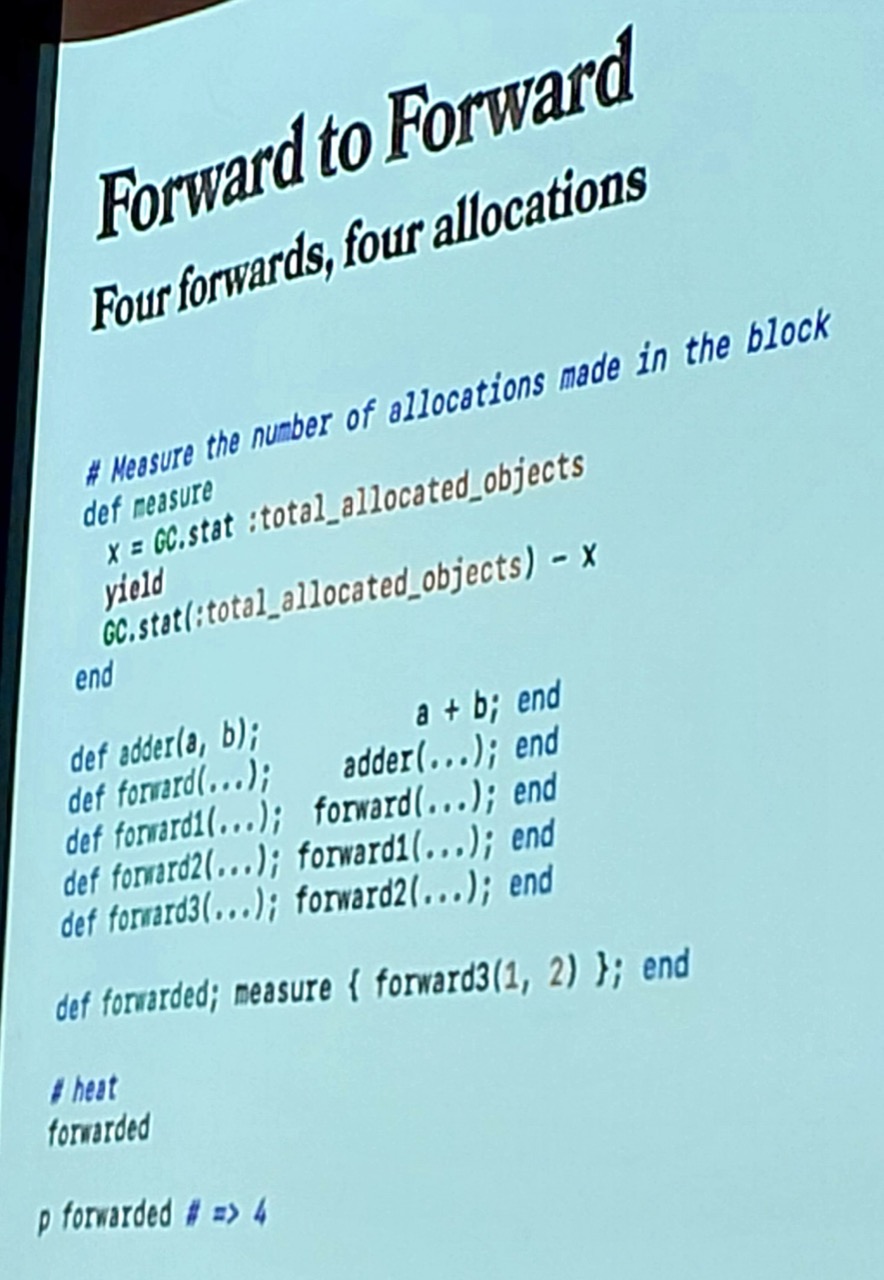 Forward to Forward
Four forwards, four allocations
# Measure the number of allocations made in the block
def measure
  x = GC.stat :total_allocated_objects
  yield
  GC.stat(:total_allocated_objects) - x
end
def adder(a, b);          a + b; end
def forward(...);     adder(...); end
def forward1(...);  forward(...); end
def forward2(...); forward1(...); end
def forward3(...); forward2(...); end
def forwarded; measure { forward3(1, 2) }; end
# heat
forwarded
p forwarded # => 4